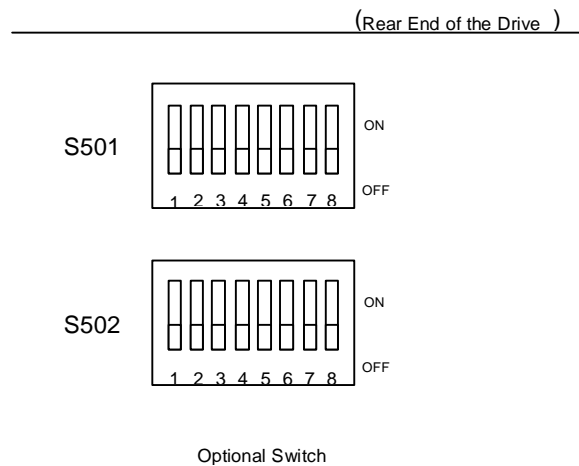 (Rear End of the Drive )
ON
S501
OFF
1 2 3 4 5 6 7 8
ON
S502
OFF
1 2 3 4 5 6 7 8
Optional Switch